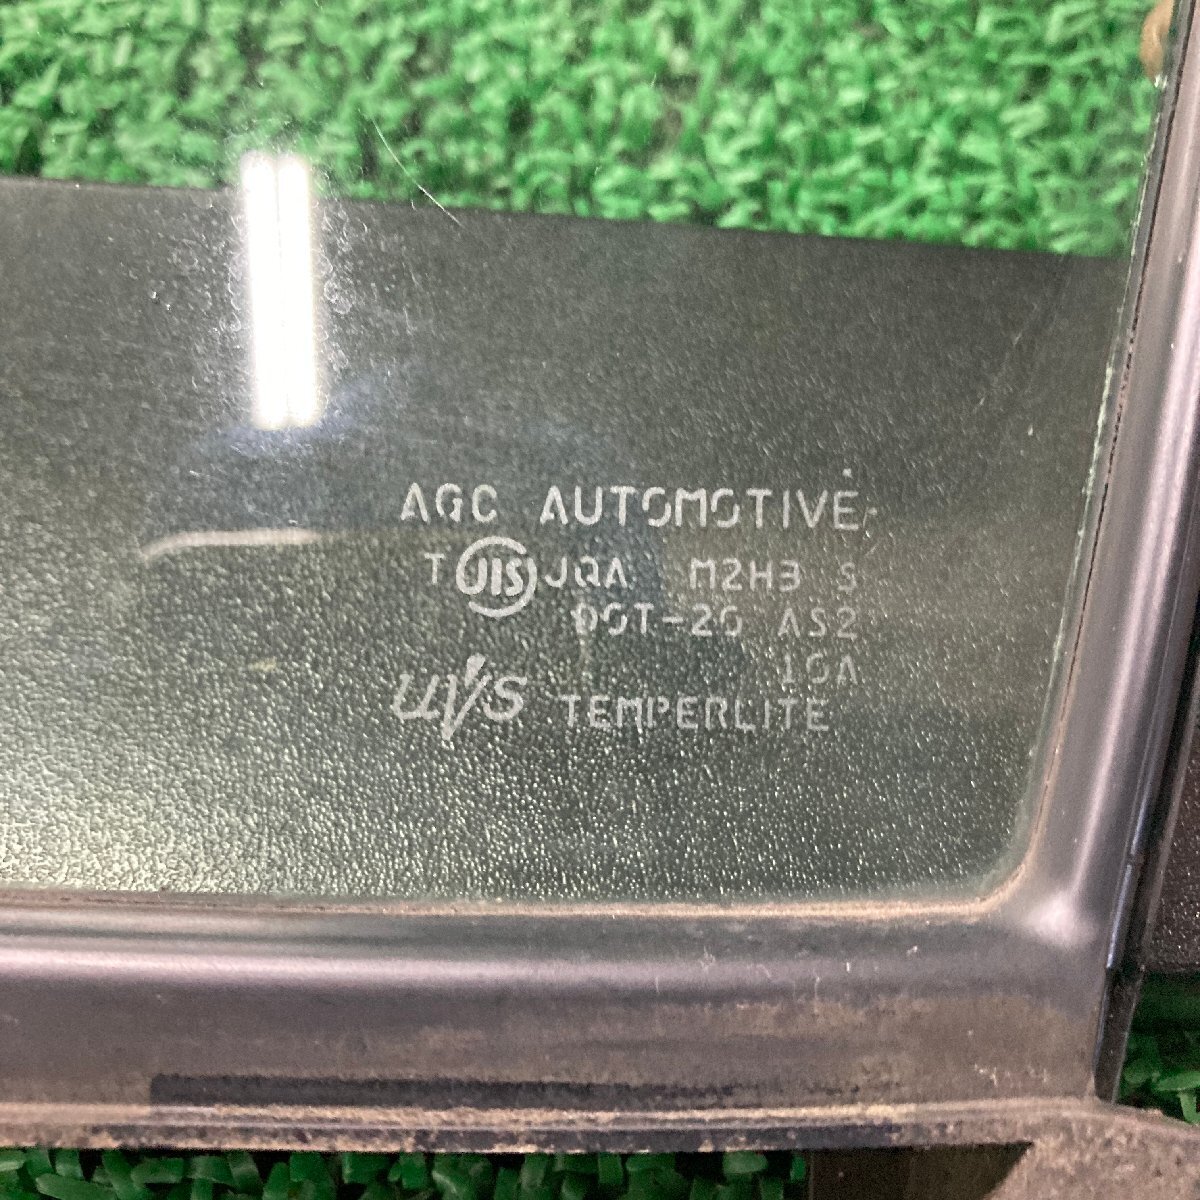 AGC AUTOMOTIVE
T JIS JQA M2H3 S
DOT-20 AS2
10A
UVS TEMPERLITE